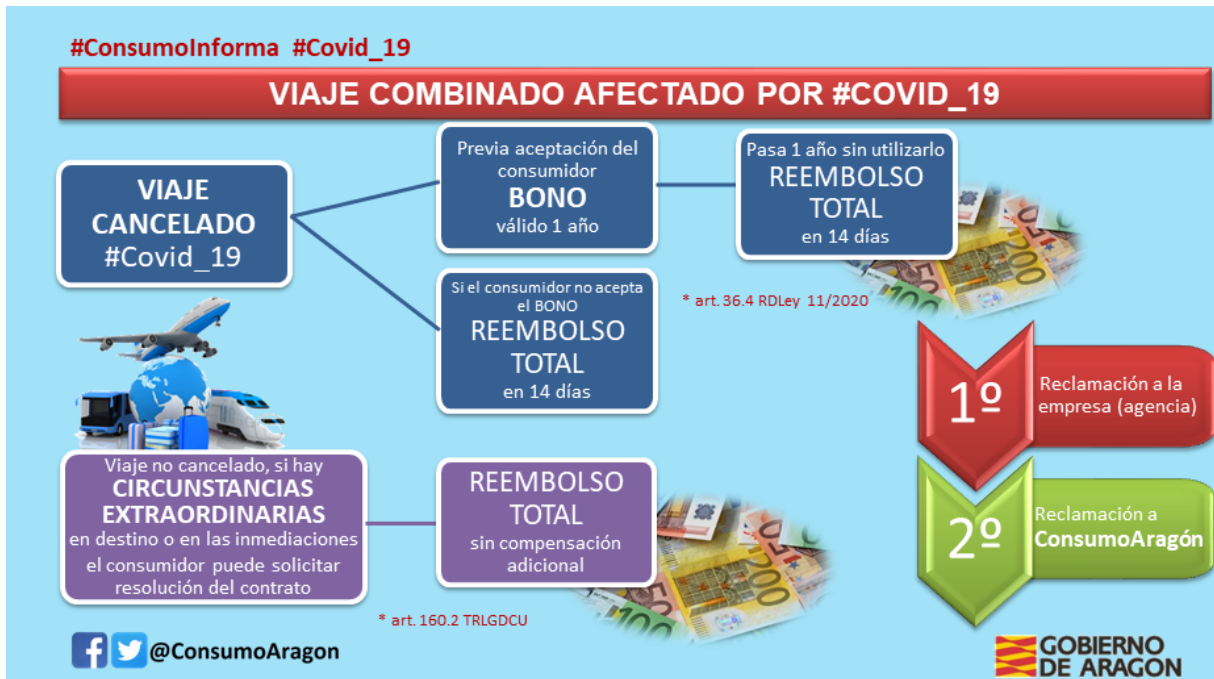 #ConsumoInforma #Covid_19
VIAJE COMBINADO AFECTADO POR #COVID_19
VIAJE
CANCELADO
#Covid_19
Previa aceptación del
consumidor
BONO
válido 1 año
Pasa 1 año sin utilizarlo
REEMBOLSO
TOTAL
en 14 días
Si el consumidor no acepta
el BONO
REEMBOLSO
TOTAL
en 14 días
* art. 36.4 RDLey 11/2020
1º
Reclamación a la
empresa (agencia)
2º
Reclamación a
ConsumoAragón
Viaje no cancelado, si hay
CIRCUNSTANCIAS
EXTRAORDINARIAS
en destino o en las inmediaciones
el consumidor puede solicitar
resolución del contrato
REEMBOLSO
TOTAL
sin compensación
adicional
* art. 160.2 TRLGDCU
@ConsumoAragon
GOBIERNO
DE ARAGON